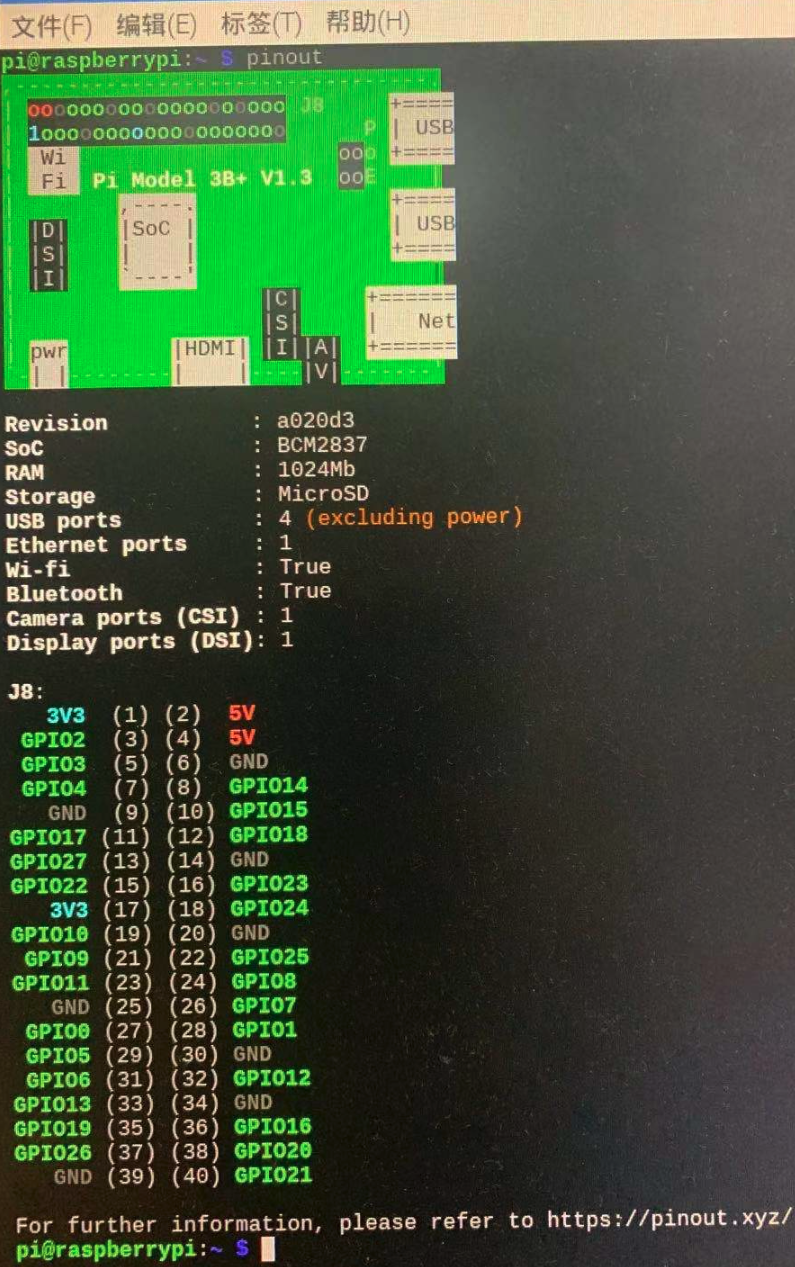 文件(F) 编辑(E) 标签(T) 帮助(H)
pi@raspberrypi:~ $ pinout
oooooooooooooooooooo J8 +====
1ooooooooooooooooooo P | USB
Wi ooo +====
Fi Pi Model 3B+ V1.3 ooE
,----. +====
|D| |SoC | | USB
|S| | | +====
|I| `----'
|C| +======
|S| | Net
pwr |HDMI| |I||A| +======
| | | | |V|
Revision : a020d3
SoC : BCM2837
RAM : 1024Mb
Storage : MicroSD
USB ports : 4 (excluding power)
Ethernet ports : 1
Wi-fi : True
Bluetooth : True
Camera ports (CSI) : 1
Display ports (DSI): 1
J8:
3V3 (1) (2) 5V
GPIO2 (3) (4) 5V
GPIO3 (5) (6) GND
GPIO4 (7) (8) GPIO14
GND (9) (10) GPIO15
GPIO17 (11) (12) GPIO18
GPIO27 (13) (14) GND
GPIO22 (15) (16) GPIO23
3V3 (17) (18) GPIO24
GPIO10 (19) (20) GND
GPIO9 (21) (22) GPIO25
GPIO11 (23) (24) GPIO8
GND (25) (26) GPIO7
GPIO0 (27) (28) GPIO1
GPIO5 (29) (30) GND
GPIO6 (31) (32) GPIO12
GPIO13 (33) (34) GND
GPIO19 (35) (36) GPIO16
GPIO26 (37) (38) GPIO20
GND (39) (40) GPIO21
For further information, please refer to https://pinout.xyz/
pi@raspberrypi:~ $